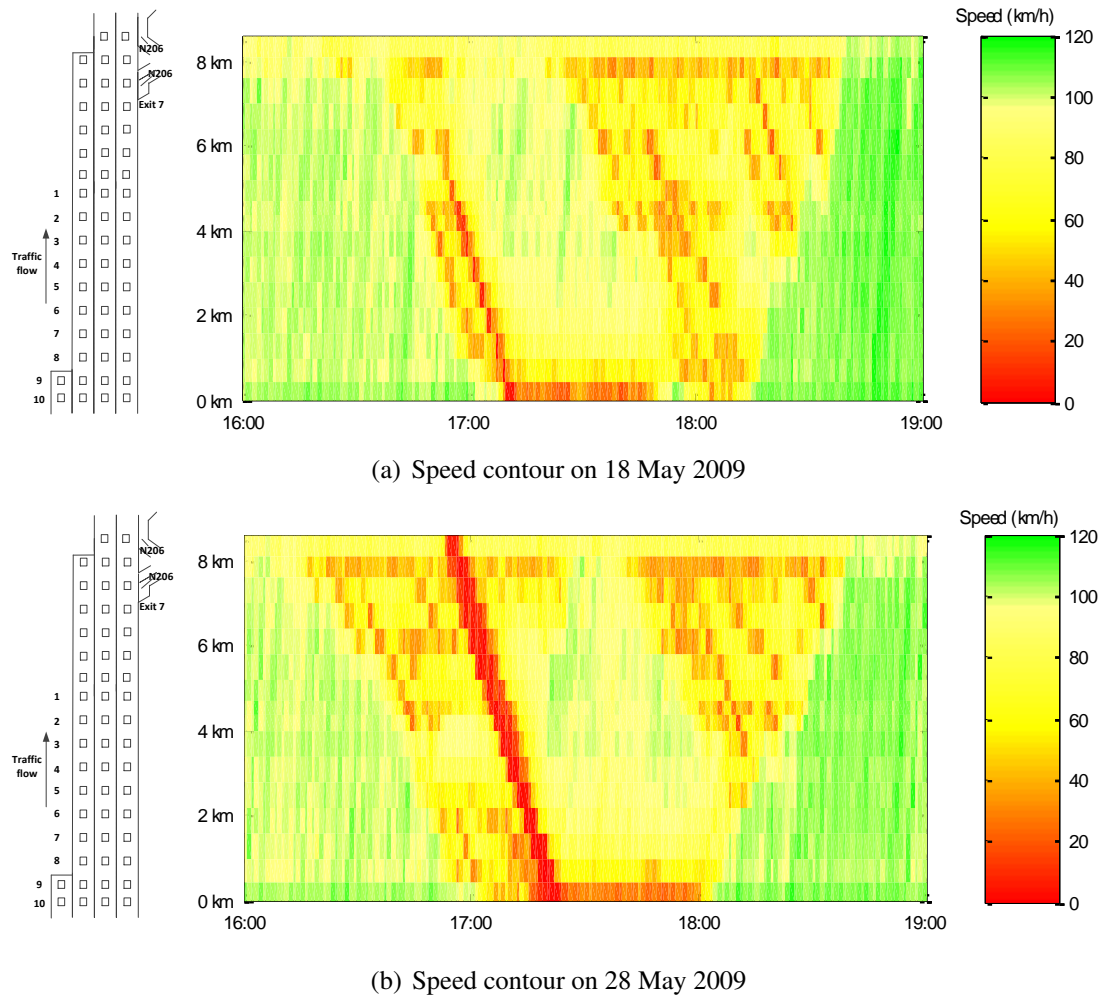 Speed (km/h)
N206
N206
Exit 7
1
2
3
4
5
6
7
8
9
10
Traffic
flow
8 km
6 km
4 km
2 km
0 km
16:00
17:00
18:00
19:00
120
100
80
60
40
20
0
(a) Speed contour on 18 May 2009
Speed (km/h)
N206
N206
Exit 7
1
2
3
4
5
6
7
8
9
10
Traffic
flow
8 km
6 km
4 km
2 km
0 km
16:00
17:00
18:00
19:00
120
100
80
60
40
20
0
(b) Speed contour on 28 May 2009